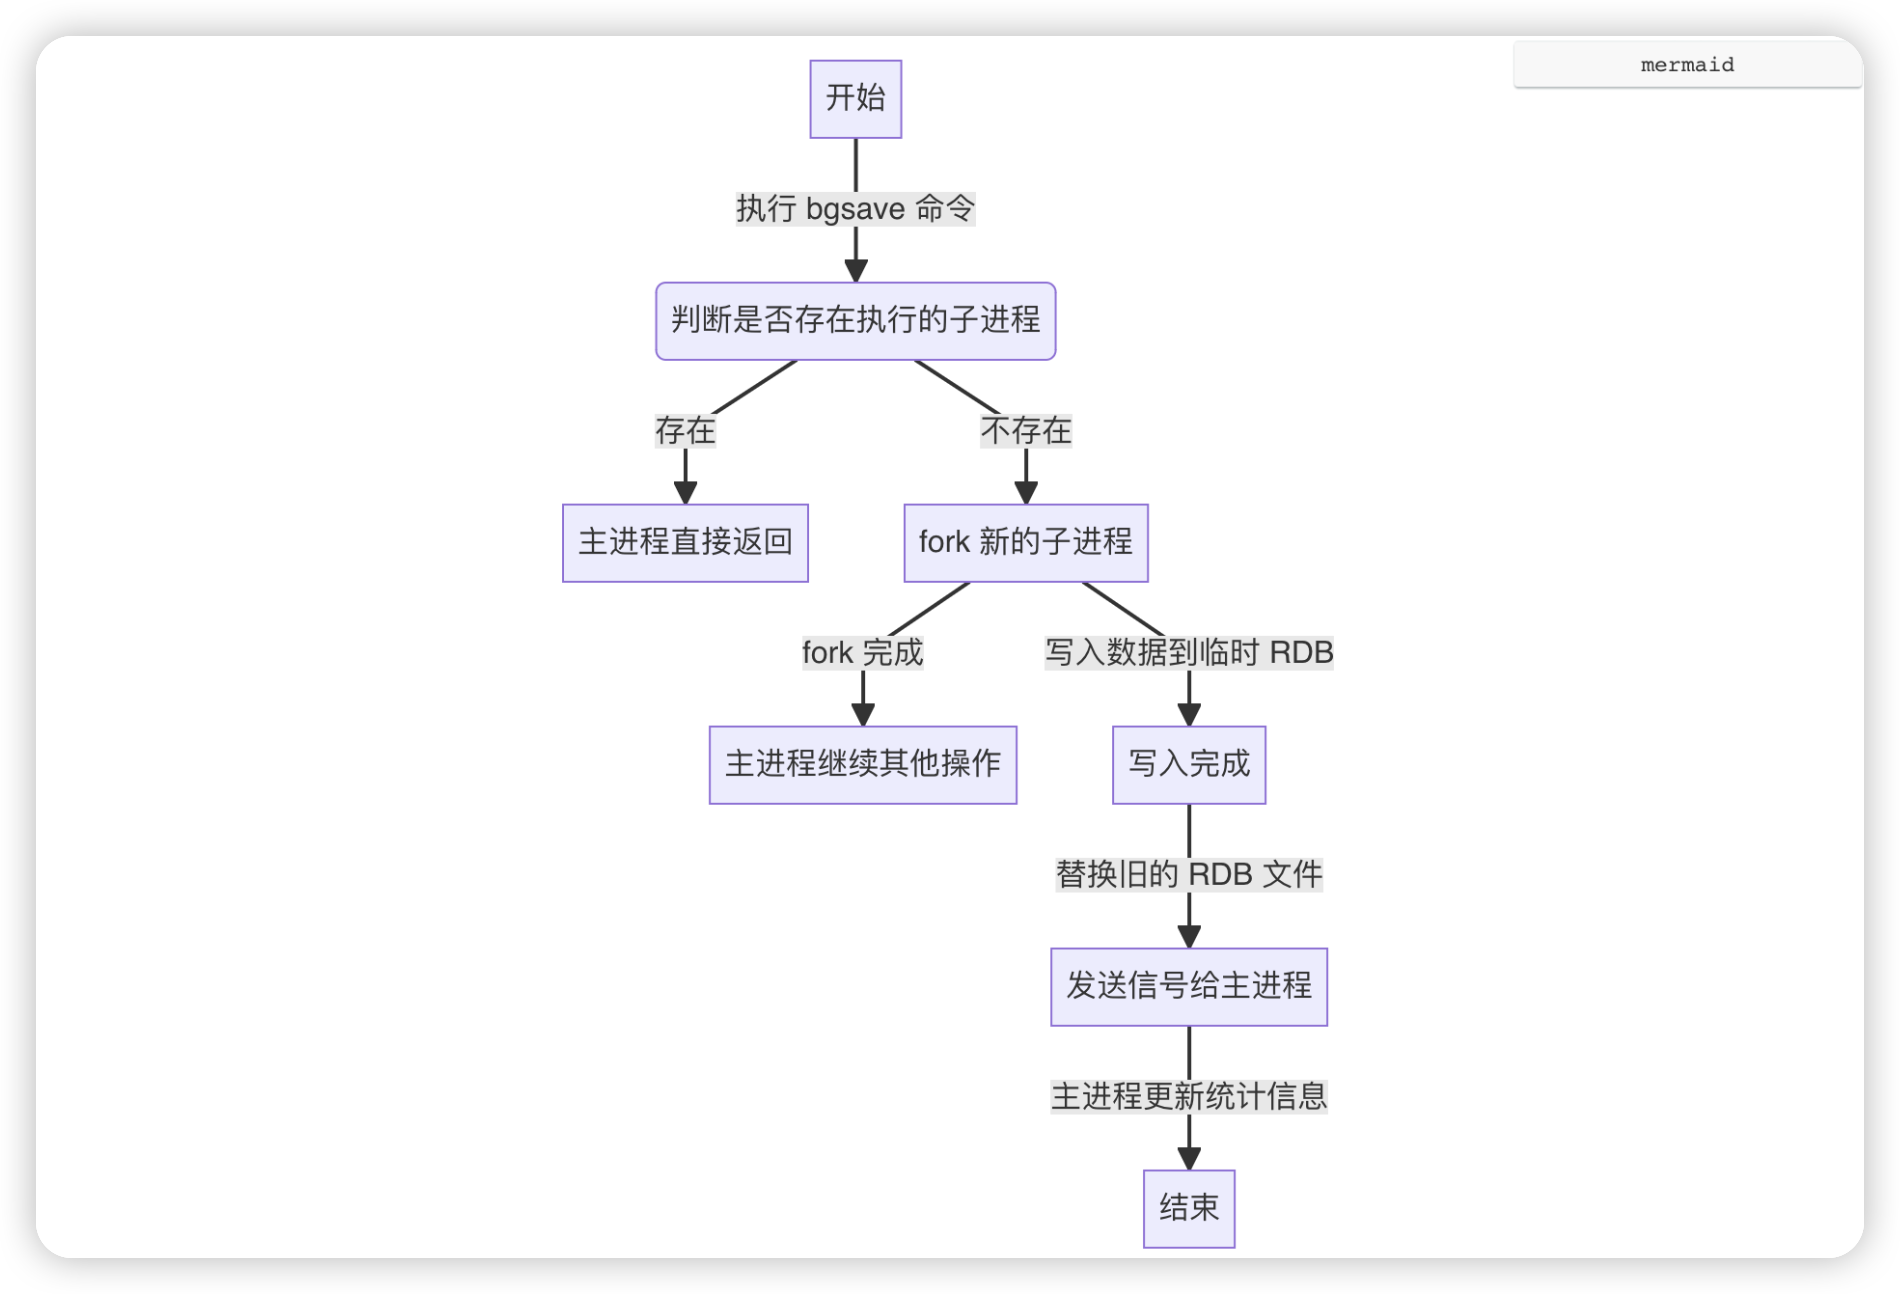 mermaid
开始
执行 bgsave 命令
判断是否存在执行的子进程
存在
不存在
主进程直接返回
fork 新的子进程
fork 完成
写入数据到临时 RDB
主进程继续其他操作
写入完成
替换旧的 RDB 文件
发送信号给主进程
主进程更新统计信息
结束